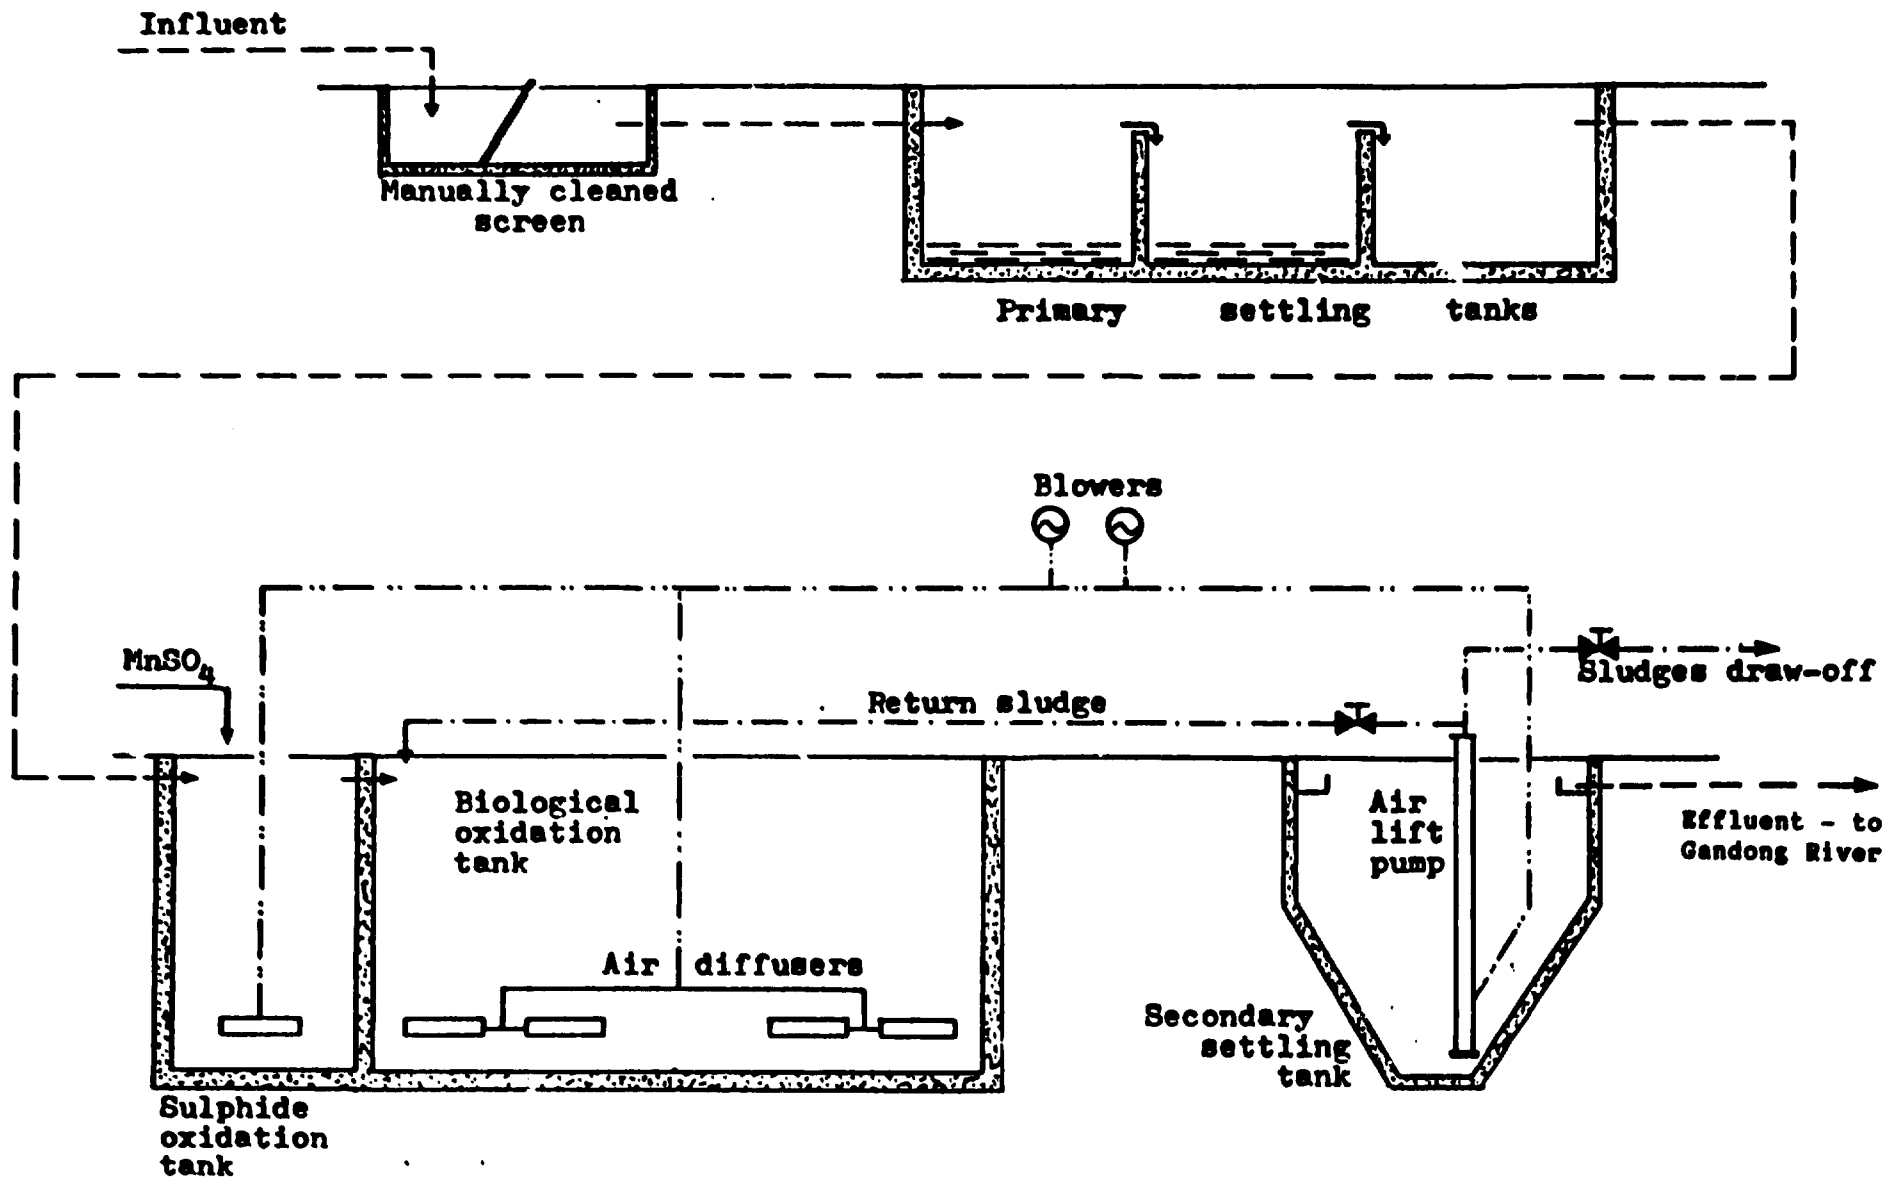 Influent
Manually cleaned
screen
Primary settling tanks
Blowers
MnSO4
Return sludge
Sludges draw-off
Biological
oxidation
tank
Air
lift
pump
Effluent - to
Gandong River
Air diffusers
Secondary
settling
tank
Sulphide
oxidation
tank